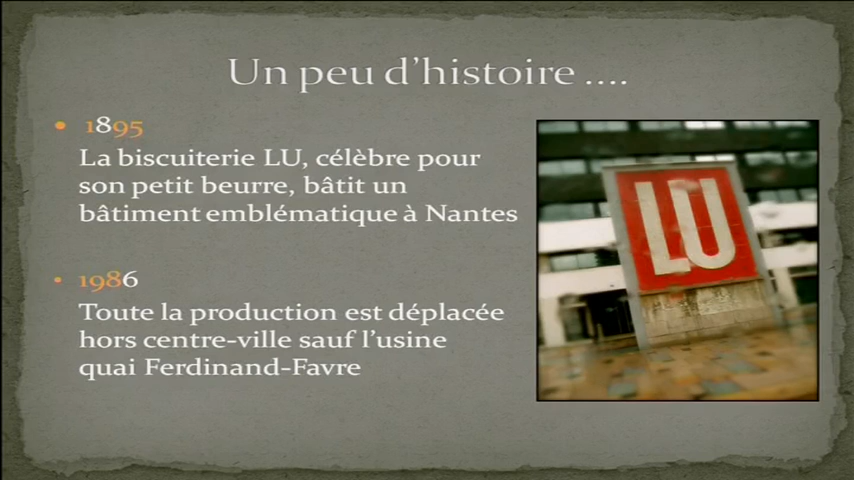 Un peu d'histoire ....
1895
La biscuiterie LU, célèbre pour
son petit beurre, bâtit un
bâtiment emblématique à Nantes
1986
Toute la production est déplacée
hors centre-ville sauf l'usine
quai Ferdinand-Favre
LU